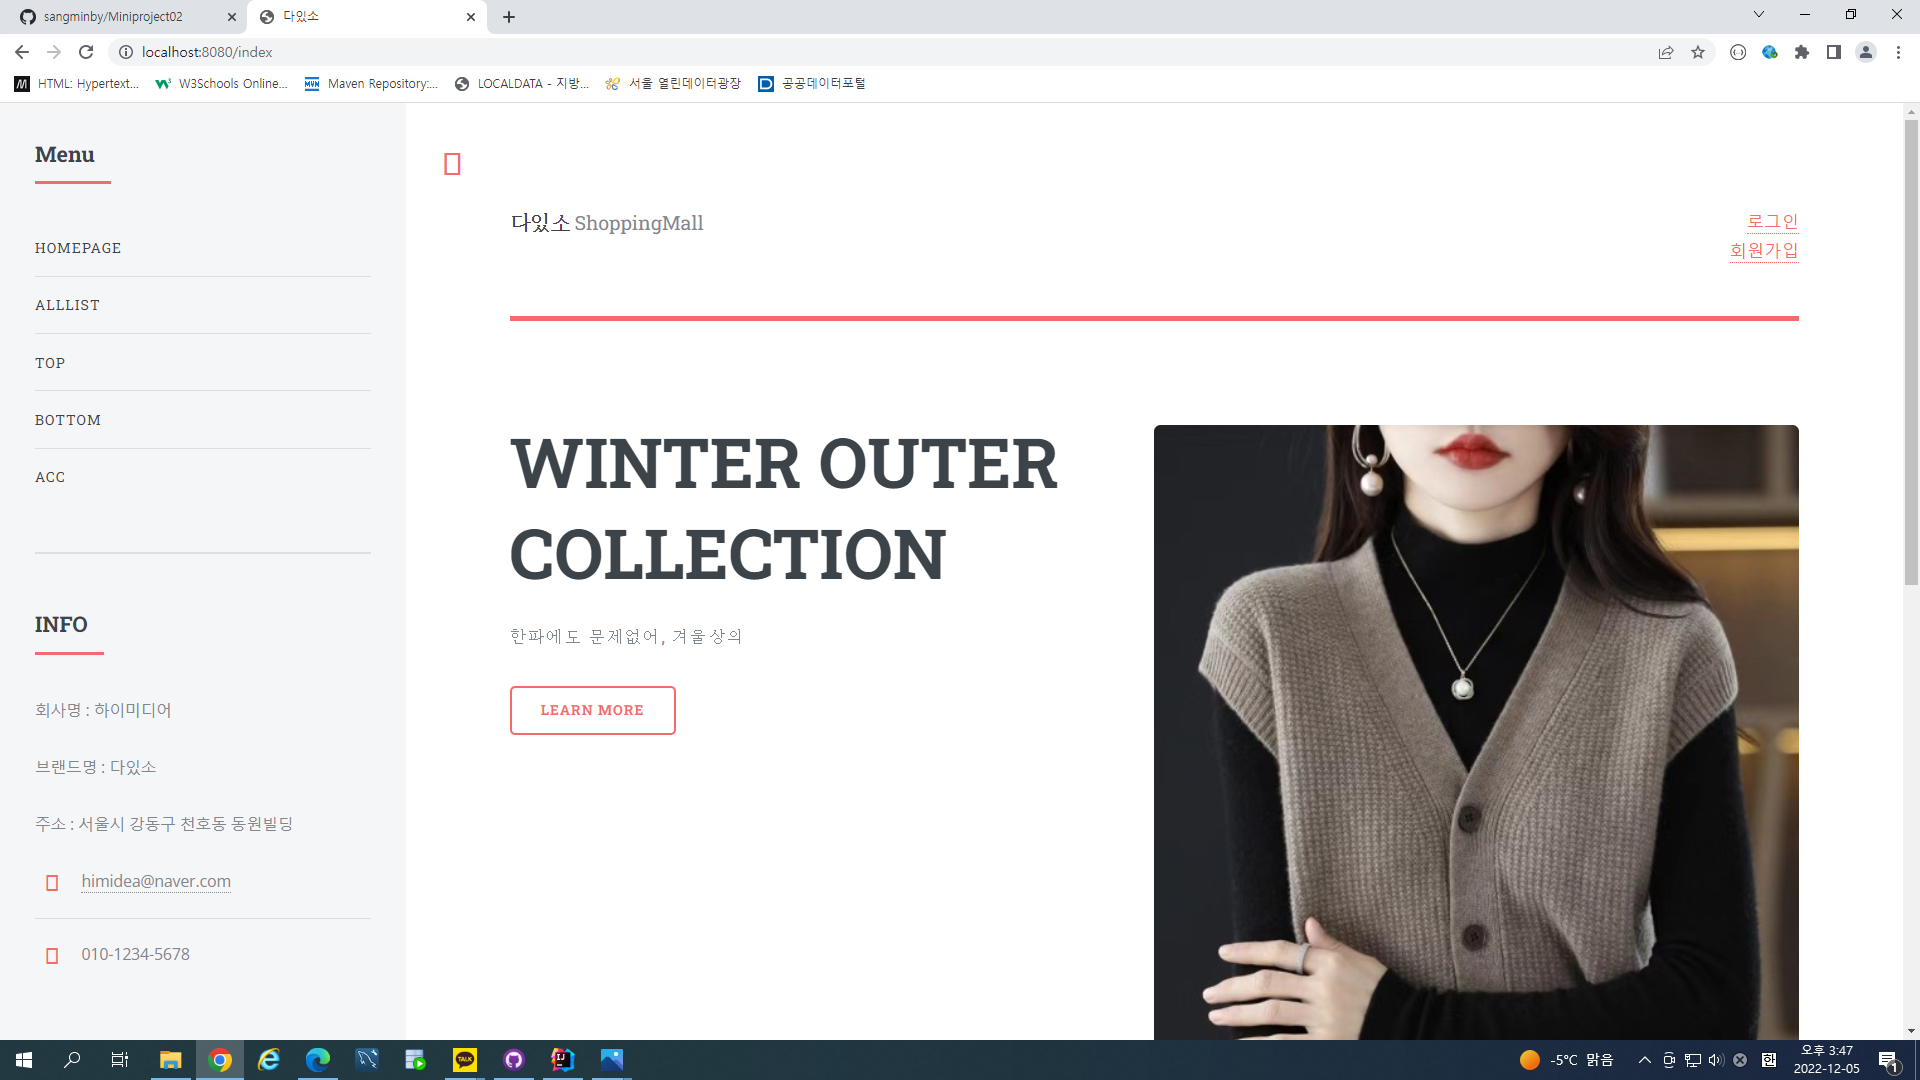 sangminby/Miniproject02
다있소
localhost:8080/index
HTML: Hypertext...
W3Schools Online...
Maven Repository:...
LOCALDATA - 지방...
서울 열린데이터광장
공공데이터포털
Menu
HOMEPAGE
ALLLIST
TOP
BOTTOM
ACC
INFO
회사명 : 하이미디어
브랜드명 : 다있소
주소 : 서울시 강동구 천호동 동원빌딩
himidea@naver.com
010-1234-5678
다있소 ShoppingMall
로그인
회원가입
WINTER OUTER
COLLECTION
한파에도 문제없어, 겨울상의
LEARN MORE
TALK
IJ
-5°C 맑음
한
오후 3:47
2022-12-05
1